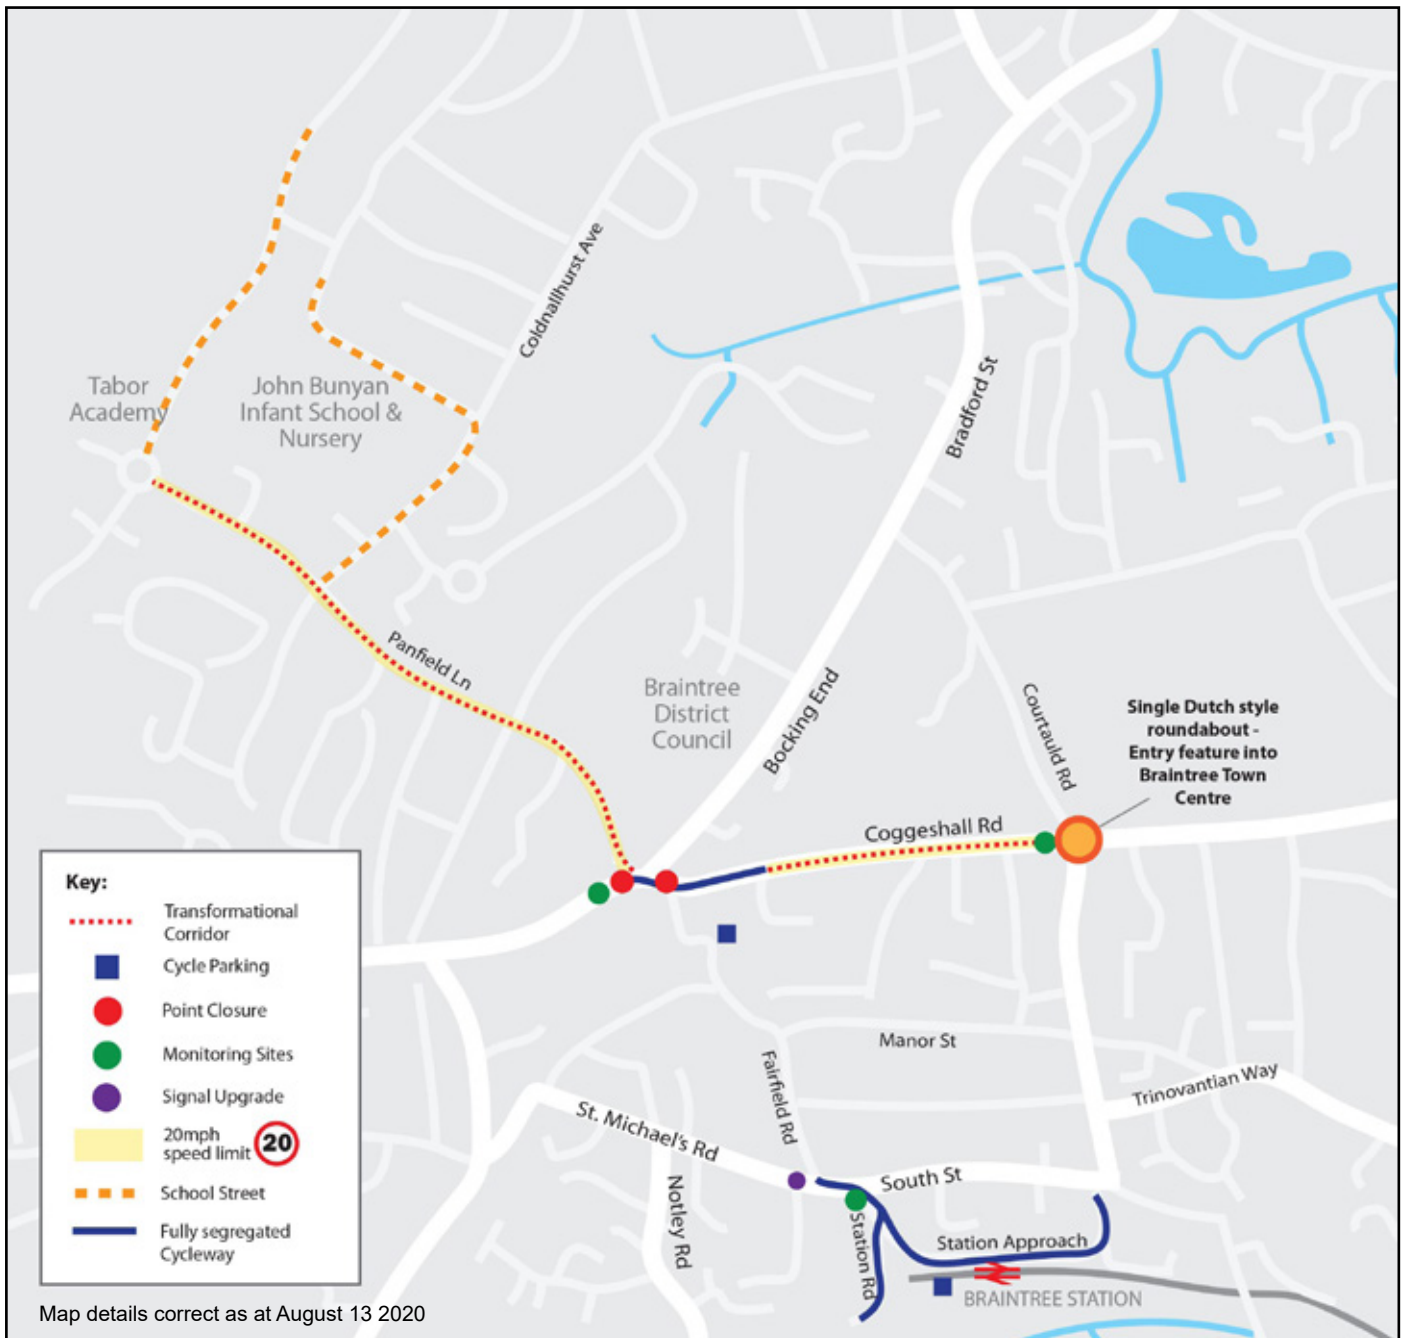 Coldnallhurst Ave
Tabor
Academy
John Bunyan
Infant School &
Nursery
Bradford St
Panfield Ln
Braintree
District
Council
Bocking End
Courtauld Rd
Single Dutch style
roundabout -
Entry feature into
Braintree Town
Centre
Coggeshall Rd
Key:
Transformational
Corridor
Cycle Parking
Point Closure
Monitoring Sites
Signal Upgrade
20mph
speed limit
20
School Street
Fully segregated
Cycleway
Manor St
Fairfield Rd
Trinovantian Way
St. Michael's Rd
Notley Rd
South St
Station Rd
Station Approach
BRAINTREE STATION
Map details correct as at August 13 2020